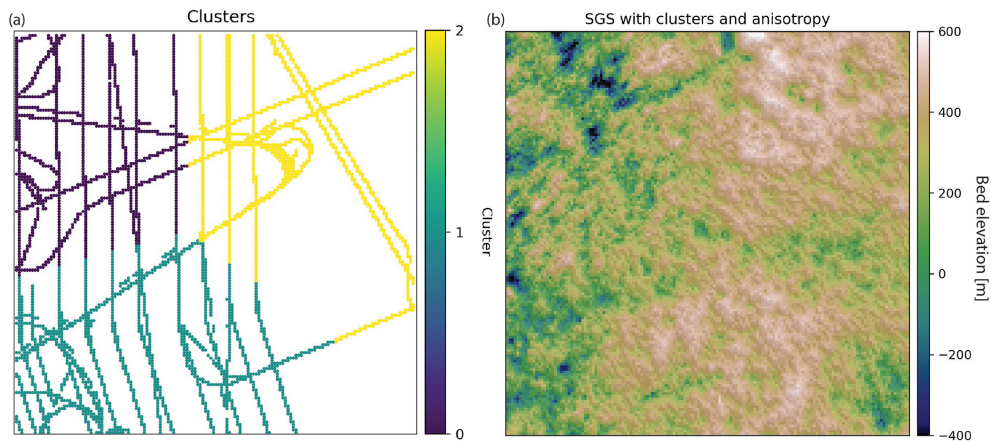 (a)
Clusters
2
1
0
Cluster
(b)
SGS with clusters and anisotropy
600
400
200
0
−200
−400
Bed elevation [m]